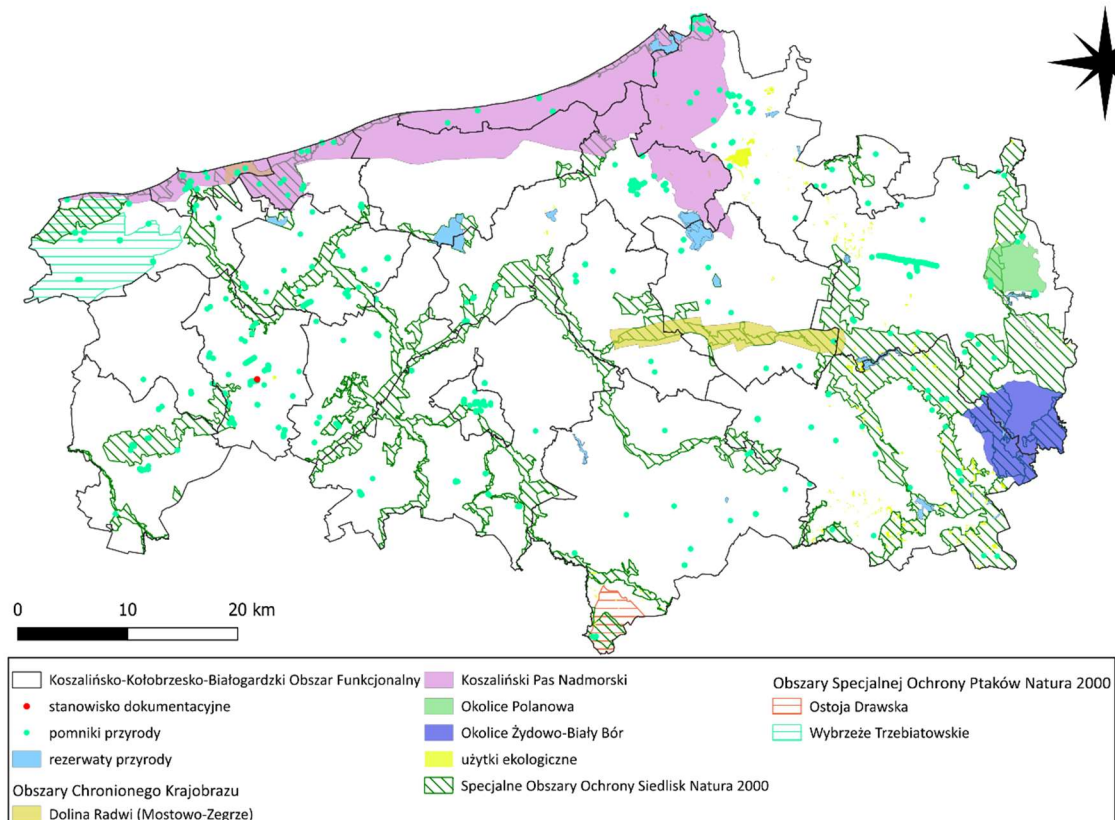 0 10 20 km
Koszalińsko-Kołobrzesko-Białogardzki Obszar Funkcjonalny
stanowisko dokumentacyjne
pomniki przyrody
rezerwaty przyrody
Obszary Chronionego Krajobrazu
Dolina Radwi (Mostowo-Zegrze)
Koszaliński Pas Nadmorski
Okolice Polanowa
Okolice Żydowo-Biały Bór
użytki ekologiczne
Specjalne Obszary Ochrony Siedlisk Natura 2000
Obszary Specjalnej Ochrony Ptaków Natura 2000
Ostoja Drawska
Wybrzeże Trzebiatowskie